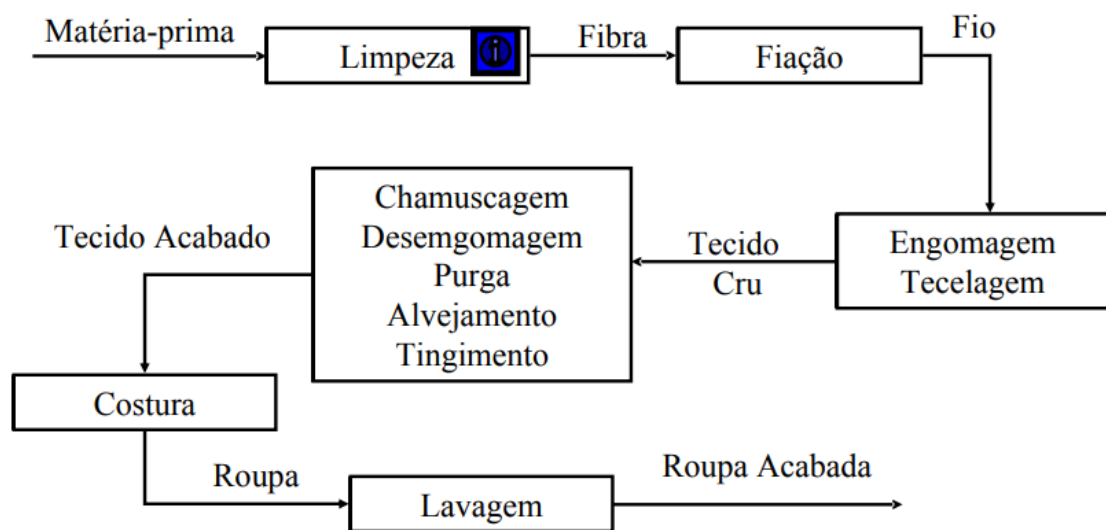 Matéria-prima
Limpeza
i
Fibra
Fiação
Fio
Engomagem
Tecelagem
Tecido
Cru
Chamuscagem
Desemgomagem
Purga
Alvejamento
Tingimento
Tecido Acabado
Costura
Roupa
Lavagem
Roupa Acabada